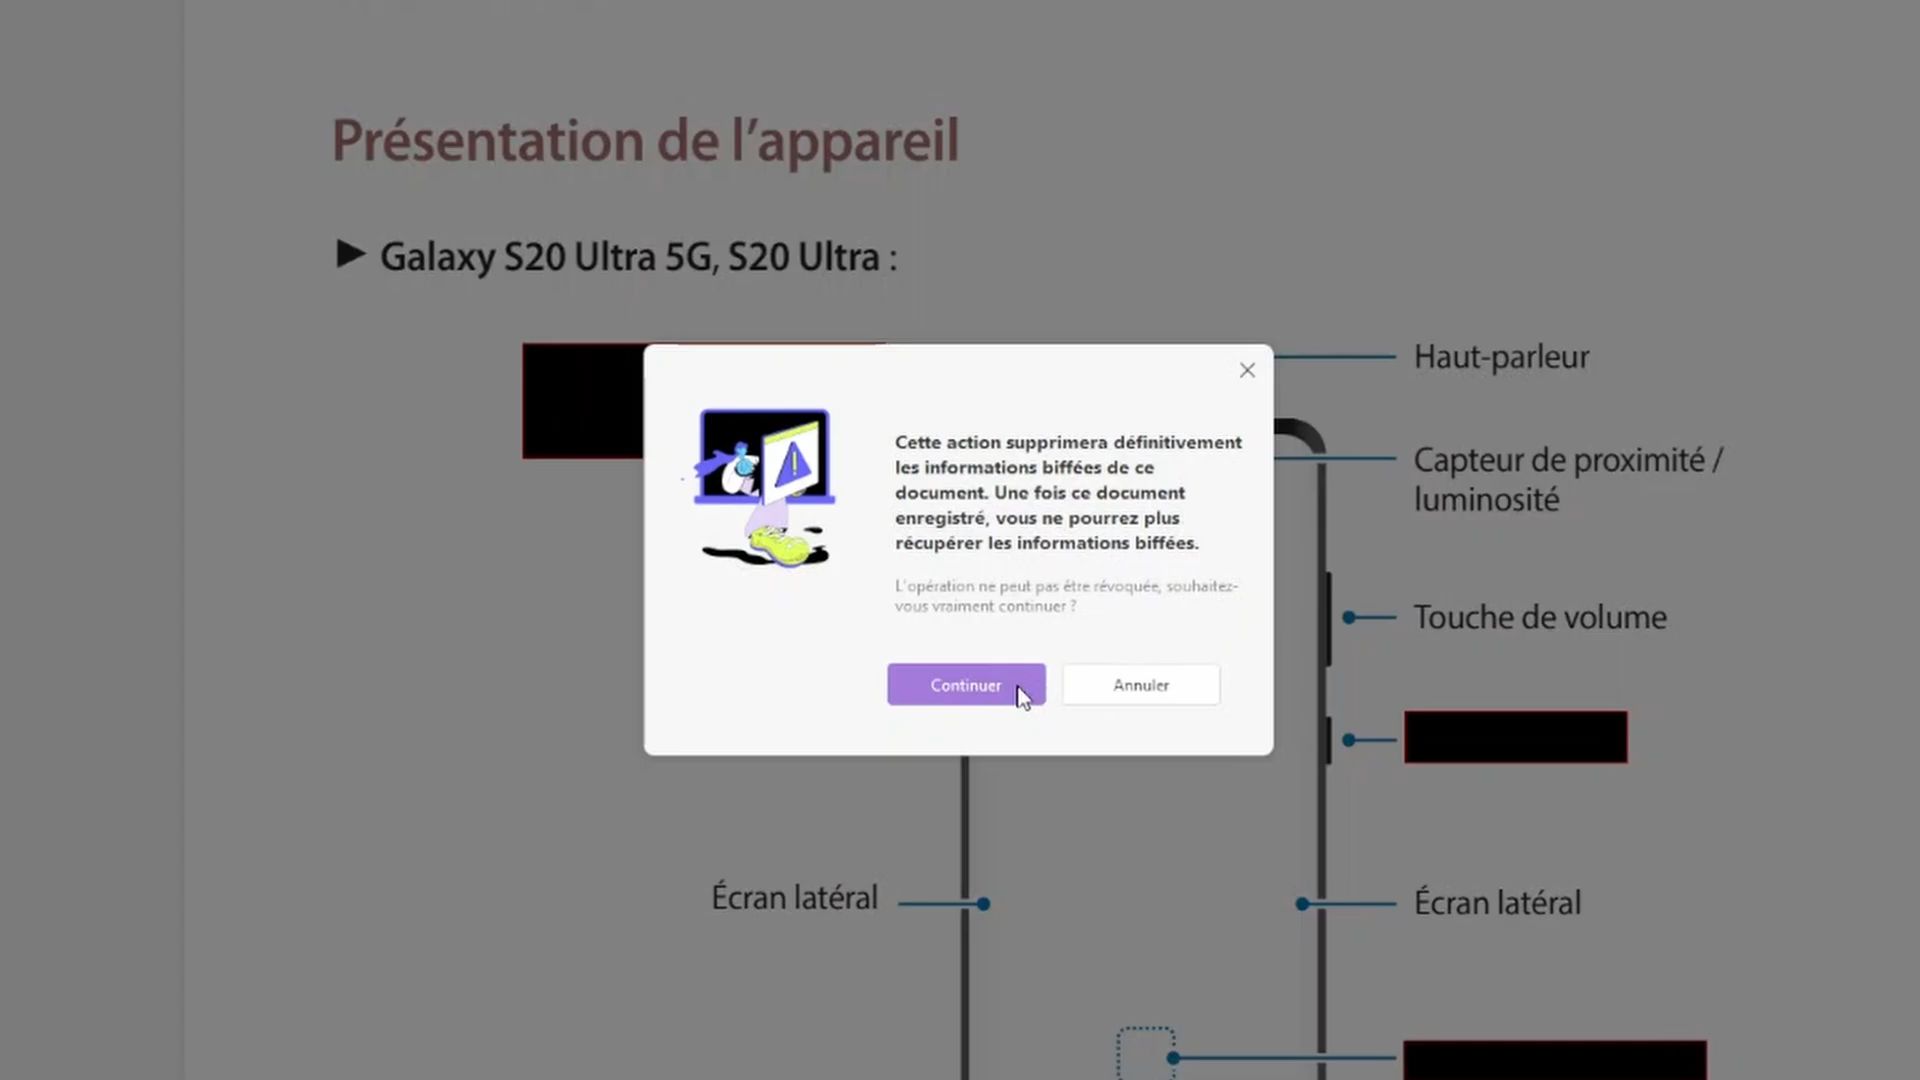 Présentation de l’appareil
Galaxy S20 Ultra 5G, S20 Ultra :
Haut-parleur
Capteur de proximité /
luminosité
Cette action supprimera définitivement
les informations biffées de ce
document. Une fois ce document
enregistré, vous ne pourrez plus
récupérer les informations biffées.
L'opération ne peut pas être révoquée, souhaitez-
vous vraiment continuer ?
Touche de volume
Continuer
Annuler
Écran latéral
Écran latéral